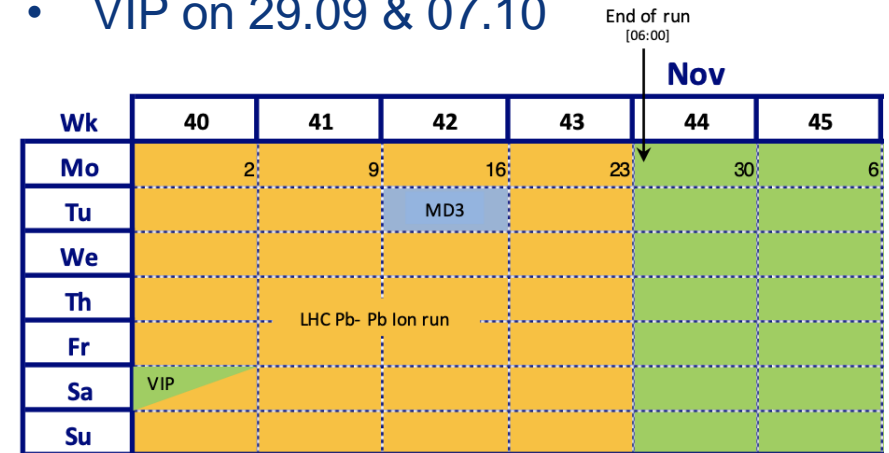 • VIP on 29.09 & 07.10
End of run
[06:00]
Nov
Wk 40 41 42 43 44 45
Mo 2 9 16 23 30 6
Tu MD3
We
Th
LHC Pb- Pb Ion run
Fr
Sa VIP
Su